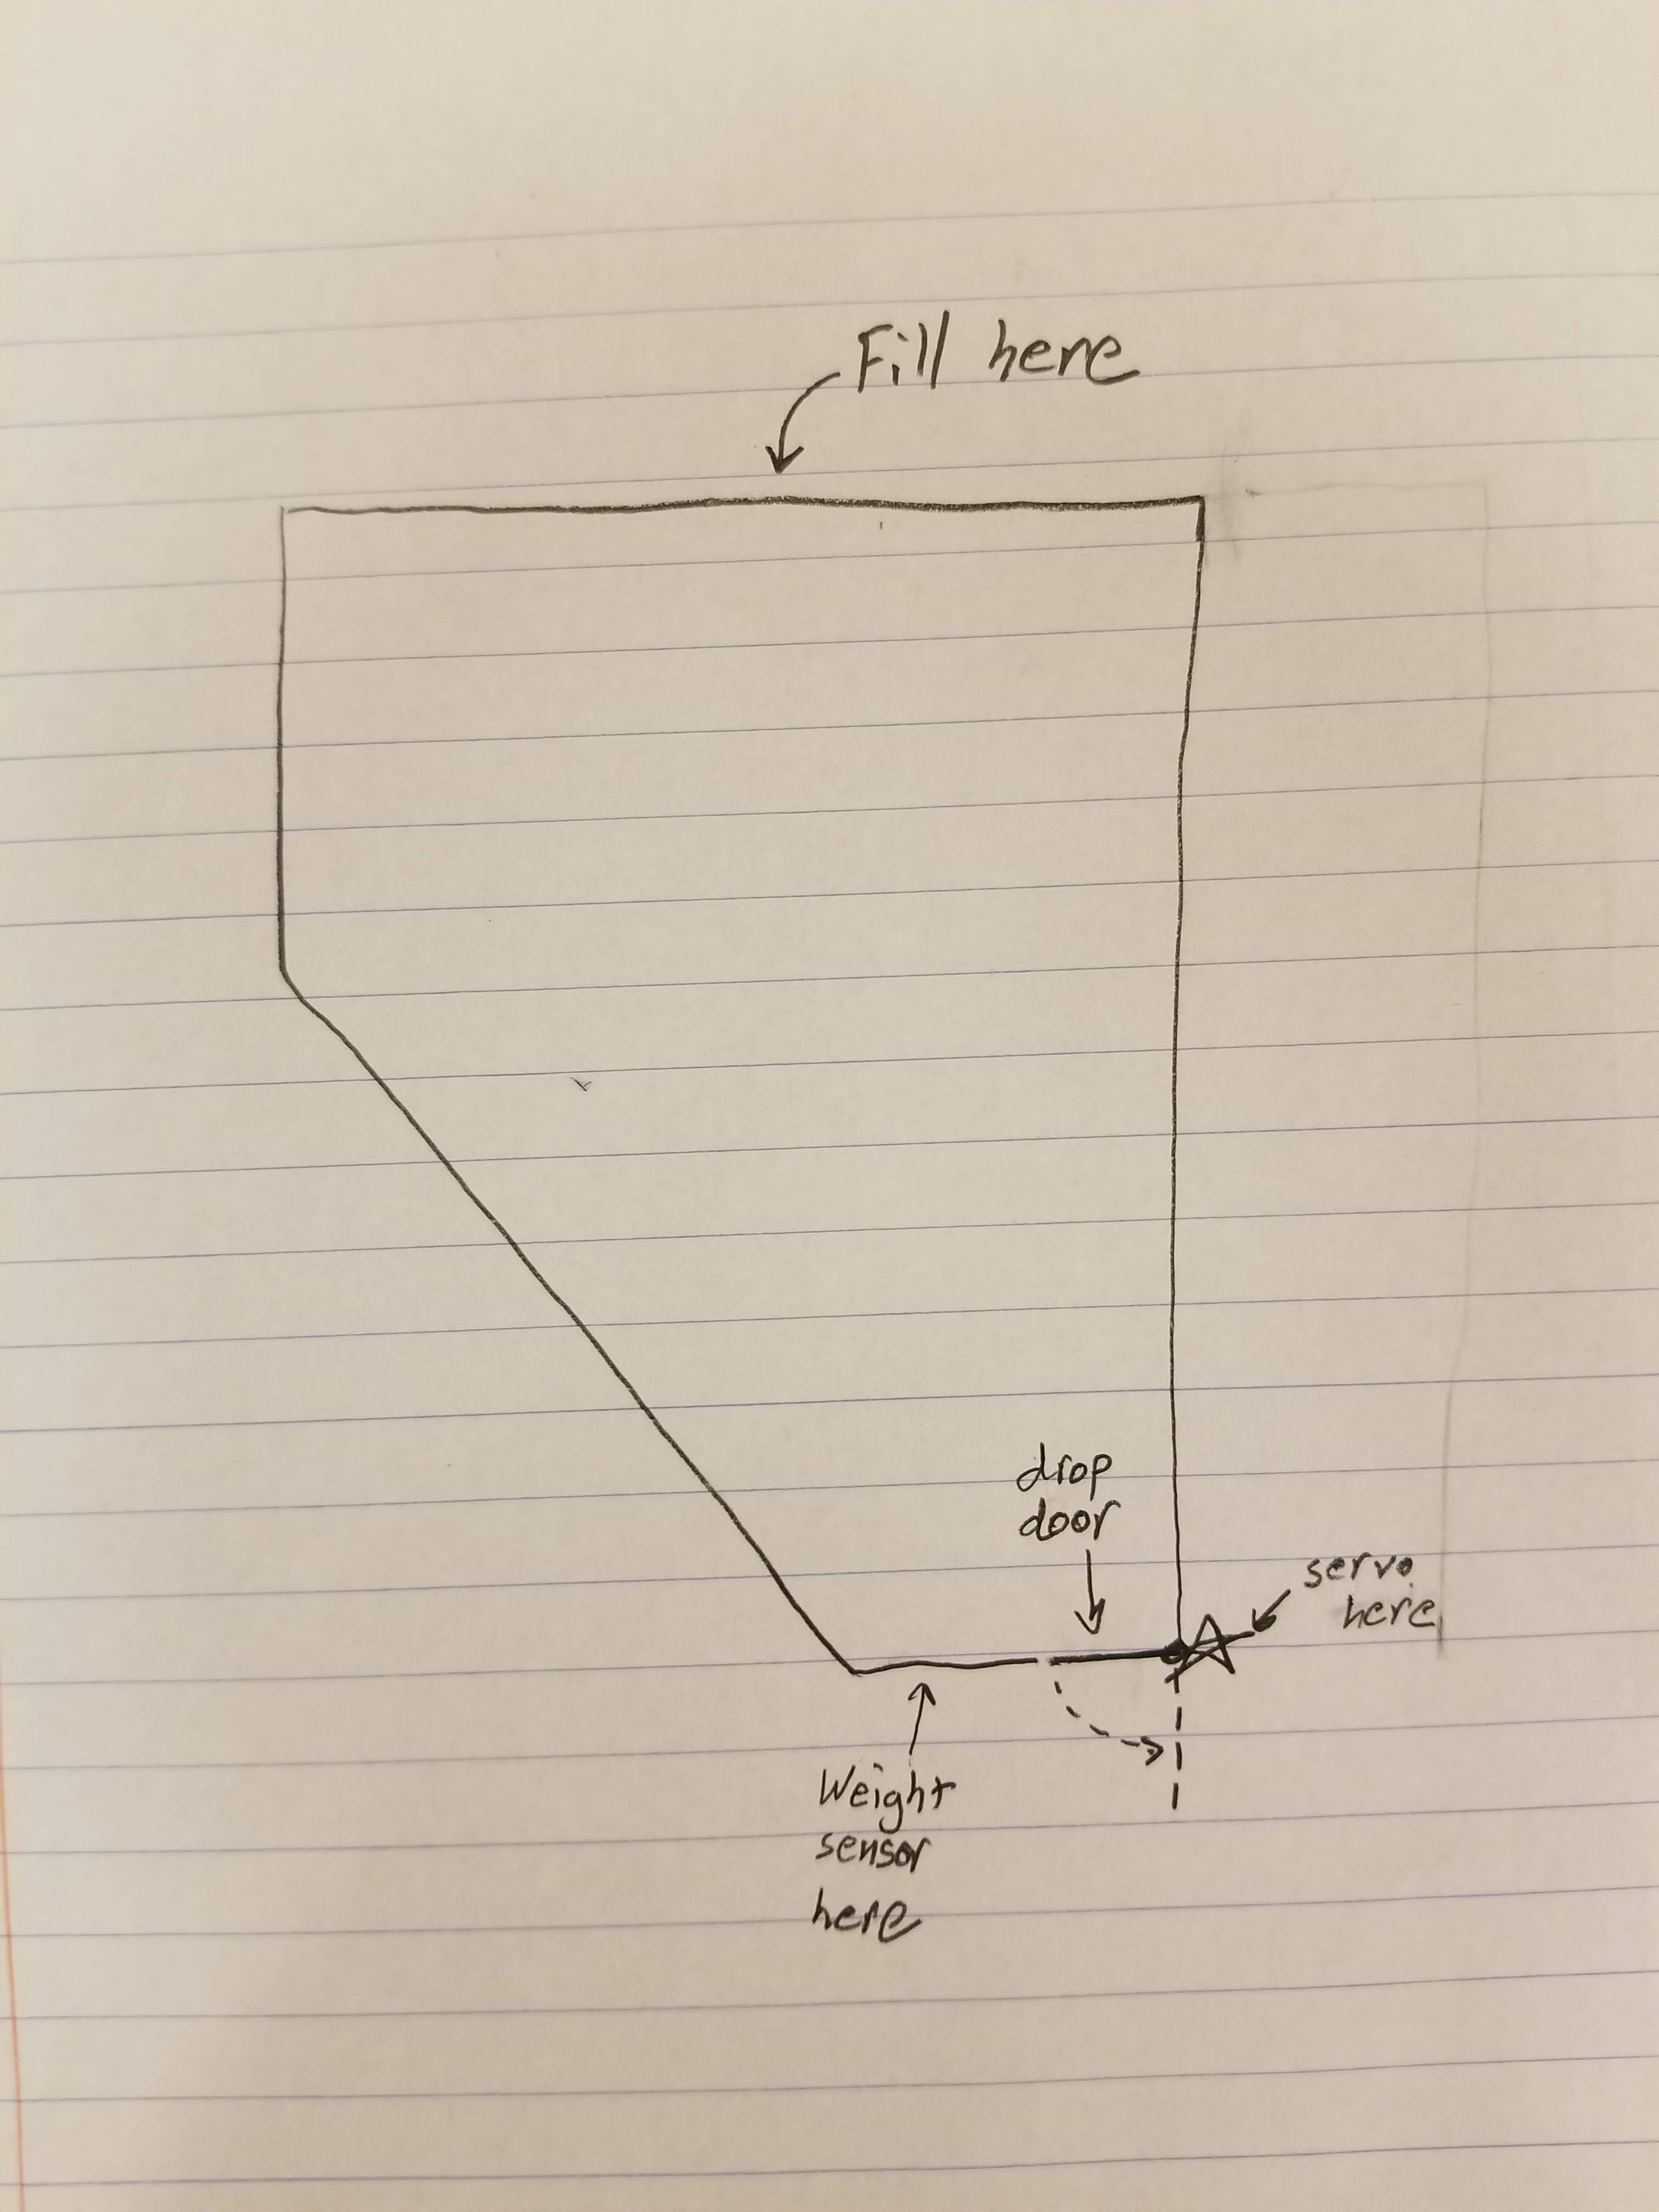 Fill here
drop
door
servo
here
Weight
sensor
here